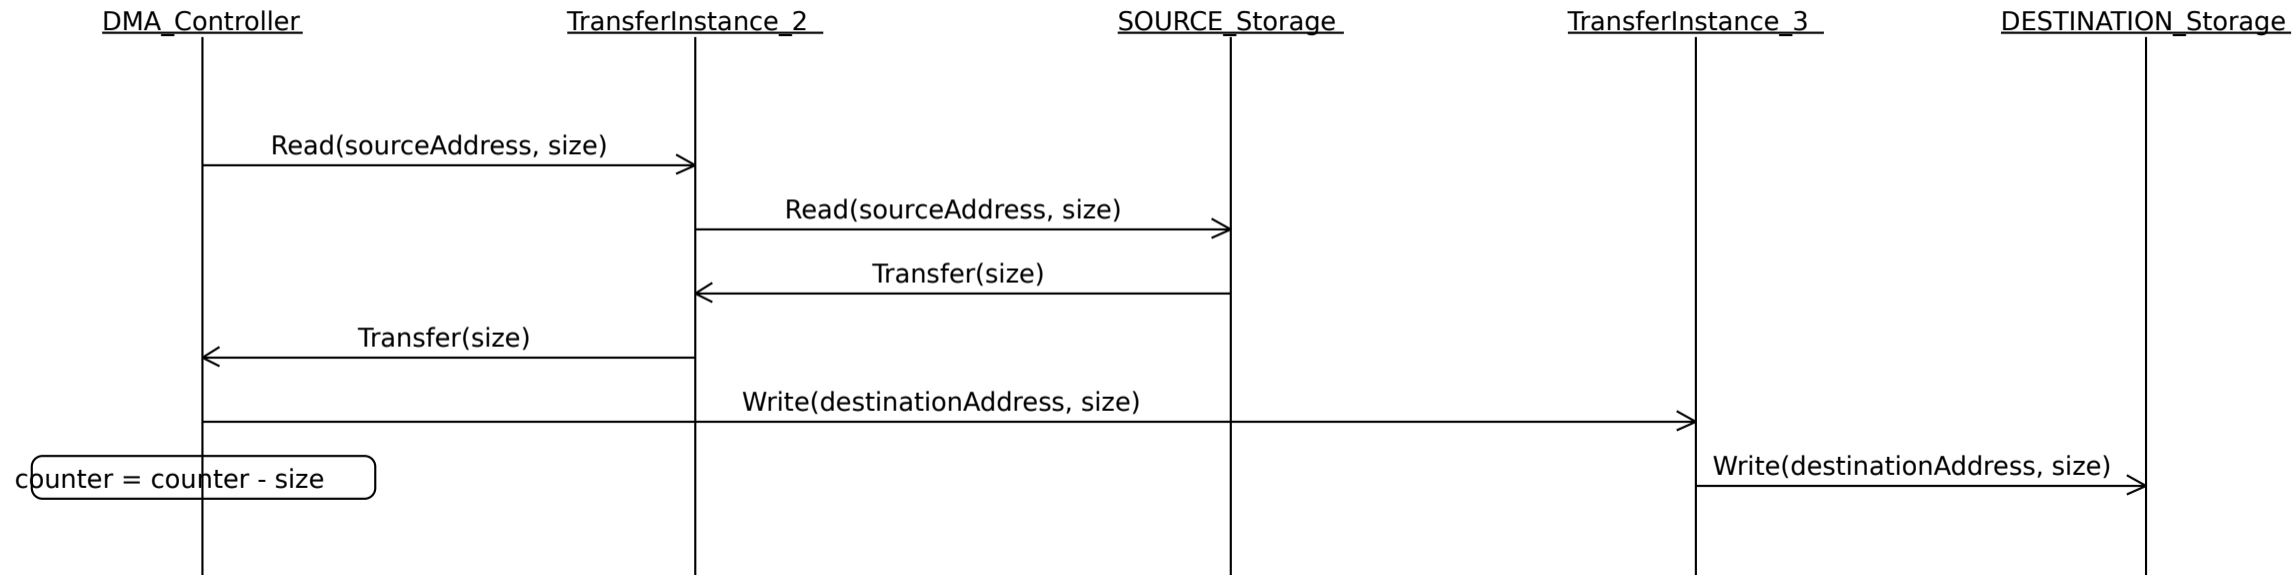 DMA_Controller
TransferInstance_2
SOURCE_Storage
TransferInstance_3
DESTINATION_Storage
Read(sourceAddress, size)
Read(sourceAddress, size)
Transfer(size)
Transfer(size)
Write(destinationAddress, size)
Write(destinationAddress, size)
counter = counter - size